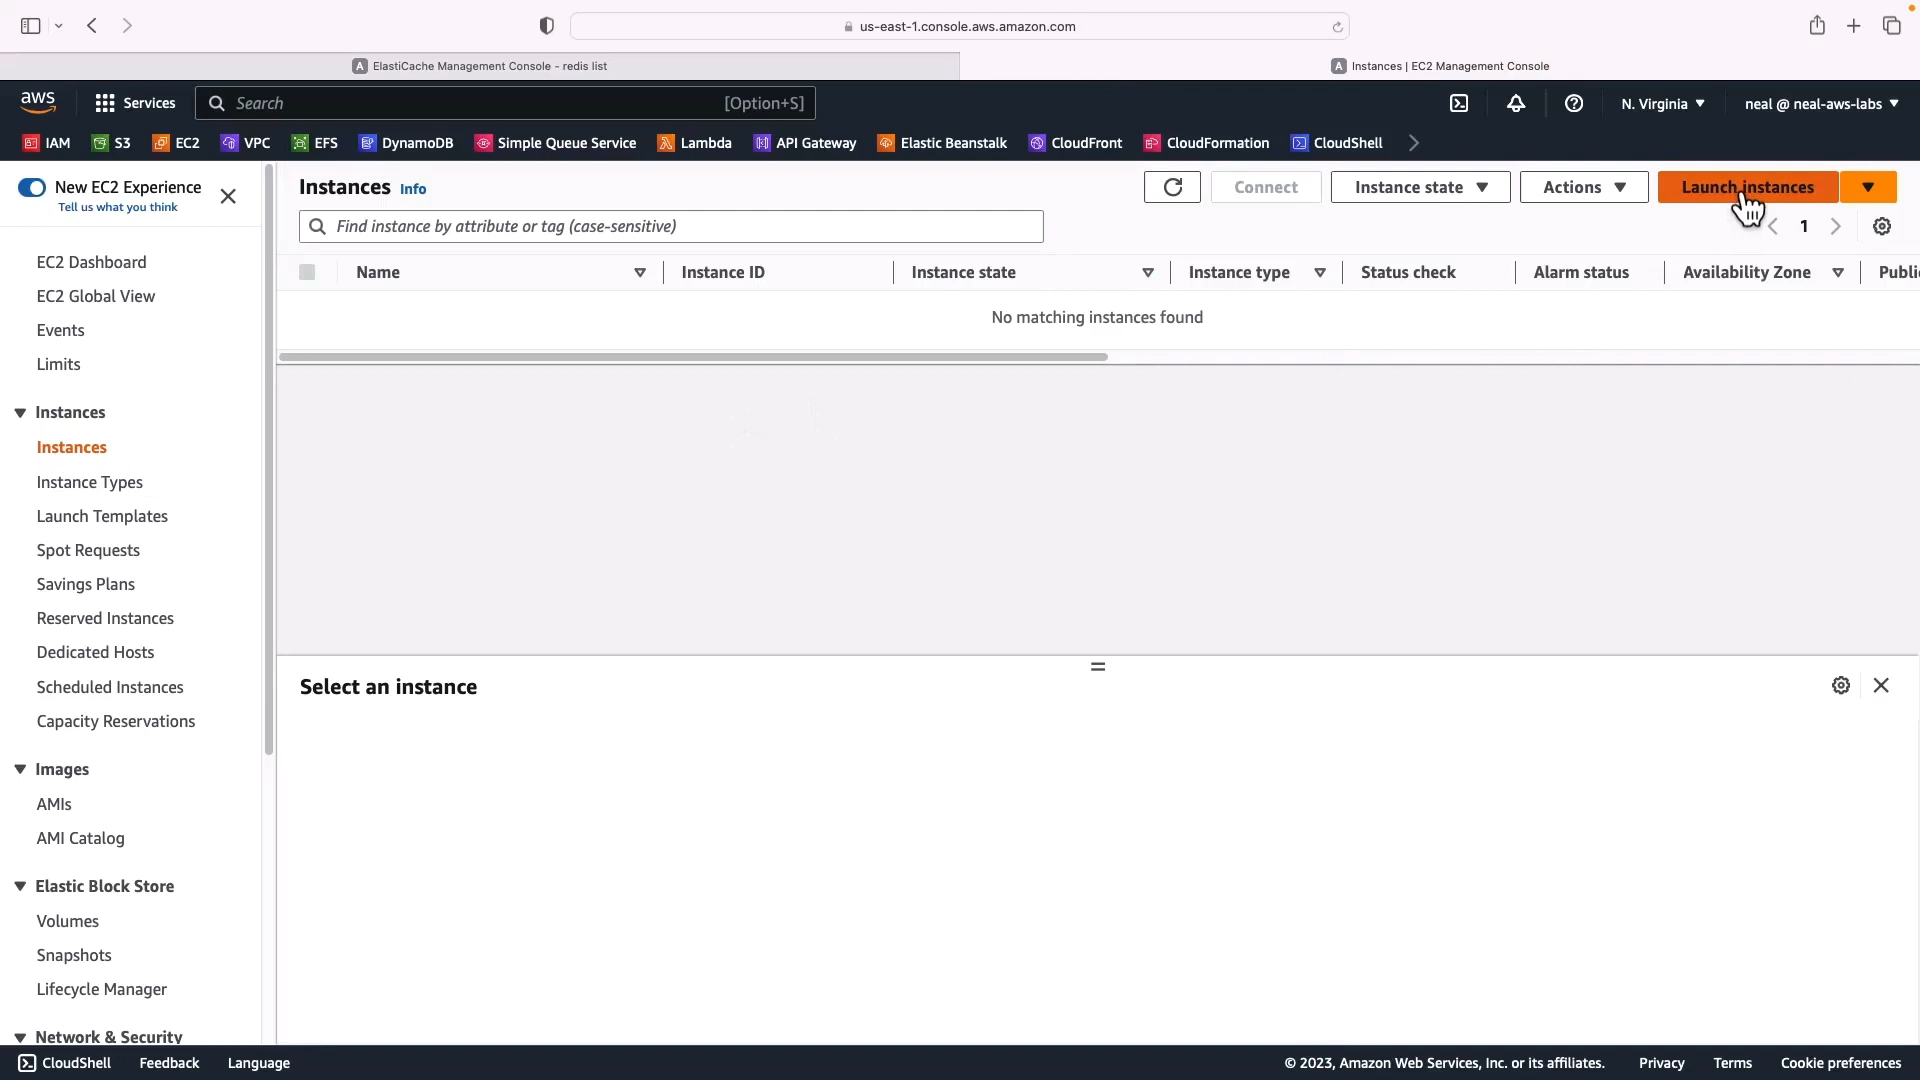 us-east-1.console.aws.amazon.com
ElastiCache Management Console - redis list
Instances | EC2 Management Console
aws
Services
Search
[Option+S]
N. Virginia
neal @ neal-aws-labs
IAM
S3
EC2
VPC
EFS
DynamoDB
Simple Queue Service
Lambda
API Gateway
Elastic Beanstalk
CloudFront
CloudFormation
CloudShell
New EC2 Experience
Tell us what you think
EC2 Dashboard
EC2 Global View
Events
Limits
Instances
Instances
Instance Types
Launch Templates
Spot Requests
Savings Plans
Reserved Instances
Dedicated Hosts
Scheduled Instances
Capacity Reservations
Images
AMIs
AMI Catalog
Elastic Block Store
Volumes
Snapshots
Lifecycle Manager
Network & Security
Instances Info
Connect
Instance state
Actions
Launch instances
Find instance by attribute or tag (case-sensitive)
1
Name
Instance ID
Instance state
Instance type
Status check
Alarm status
Availability Zone
Publi
No matching instances found
Select an instance
CloudShell
Feedback
Language
© 2023, Amazon Web Services, Inc. or its affiliates.
Privacy
Terms
Cookie preferences